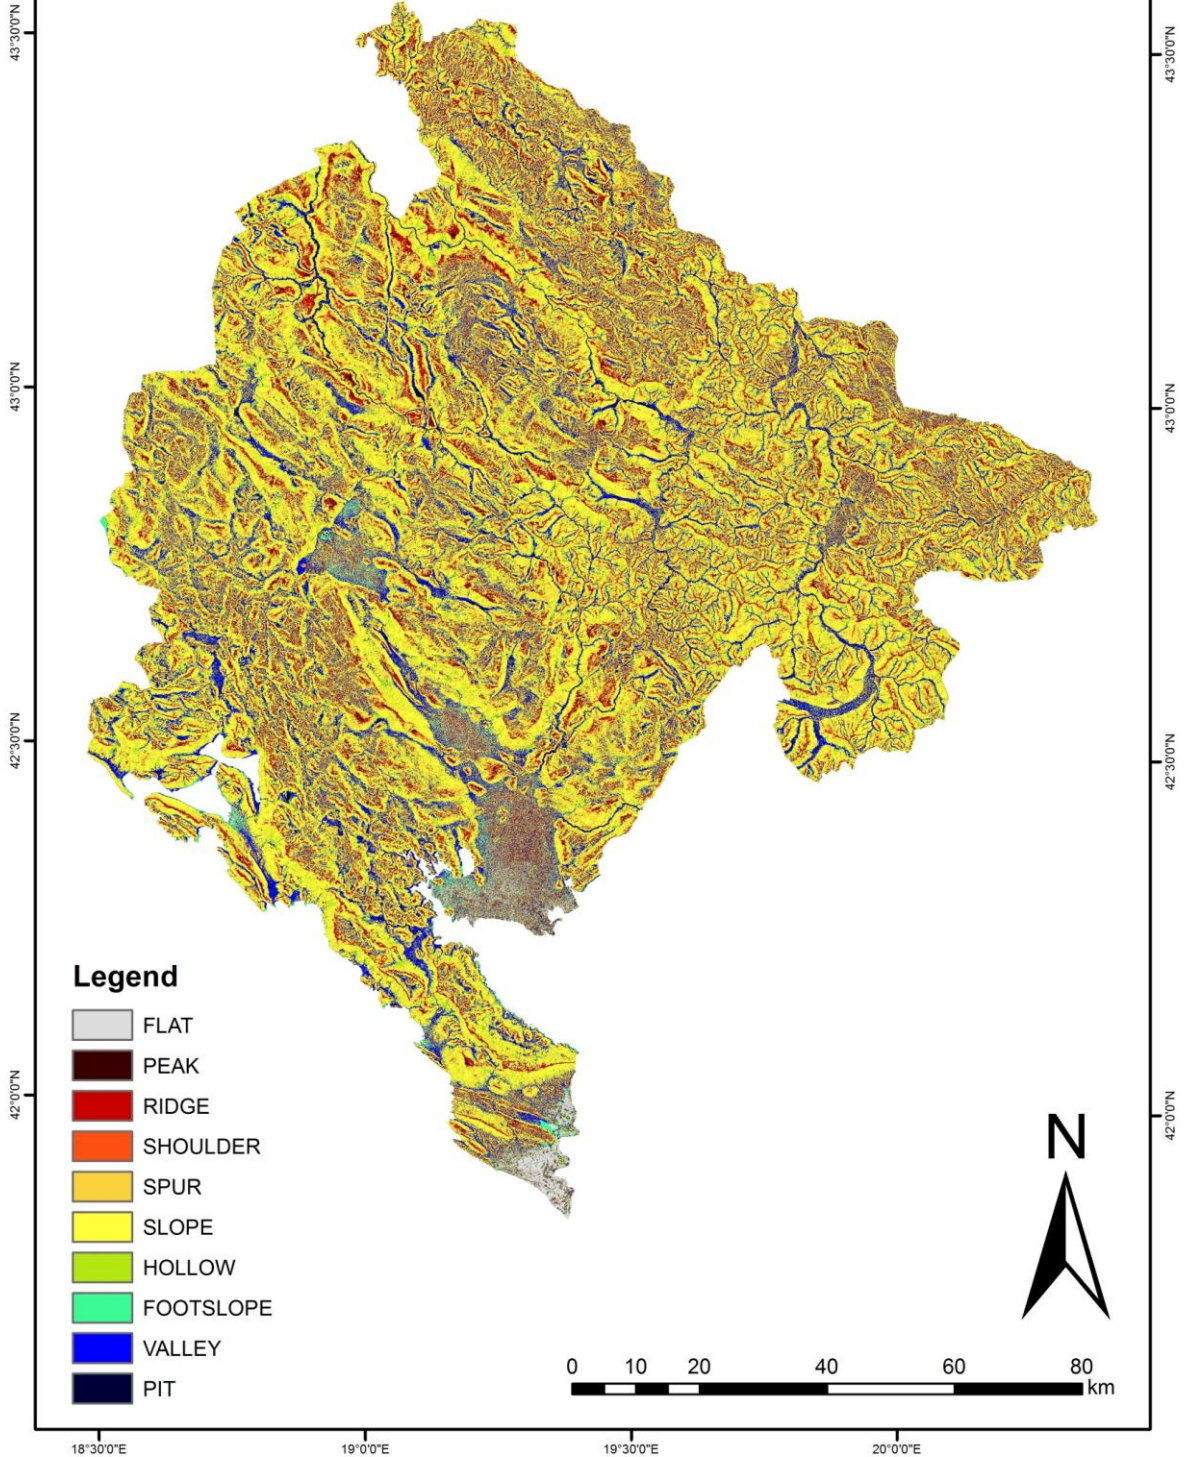 43°30'0"N
43°30'0"N
43°0'0"N
43°0'0"N
42°30'0"N
42°30'0"N
42°0'0"N
42°0'0"N
Legend
FLAT
PEAK
RIDGE
SHOULDER
SPUR
SLOPE
HOLLOW
FOOTSLOPE
VALLEY
PIT
N
0 10 20 40 60 80
km
18°30'0"E 19°0'0"E 19°30'0"E 20°0'0"E